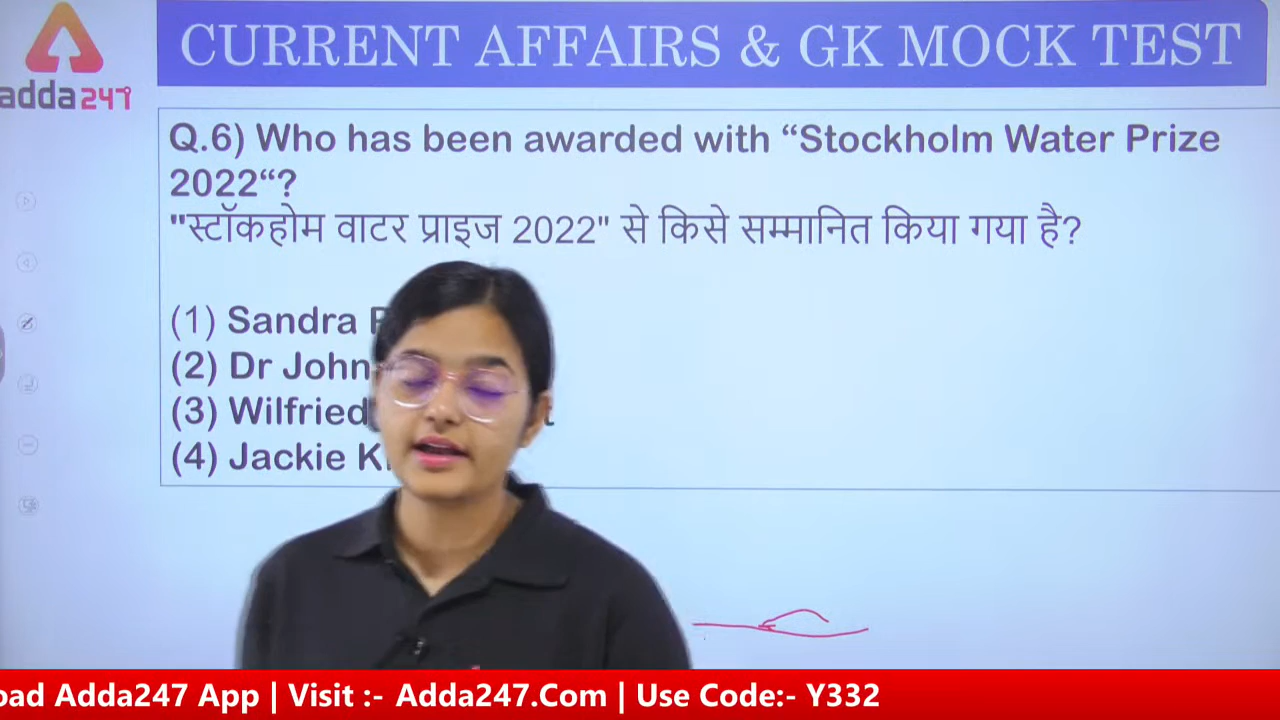 CURRENT AFFAIRS & GK MOCK TEST
adda247
Q.6) Who has been awarded with “Stockholm Water Prize
2022“?
"स्टॉकहोम वाटर प्राइज 2022" से किसे सम्मानित किया गया है?
(1) Sandra
(2) Dr John
(3) Wilfried
(4) Jackie
oad Adda247 App | Visit :- Adda247.Com | Use Code:- Y332